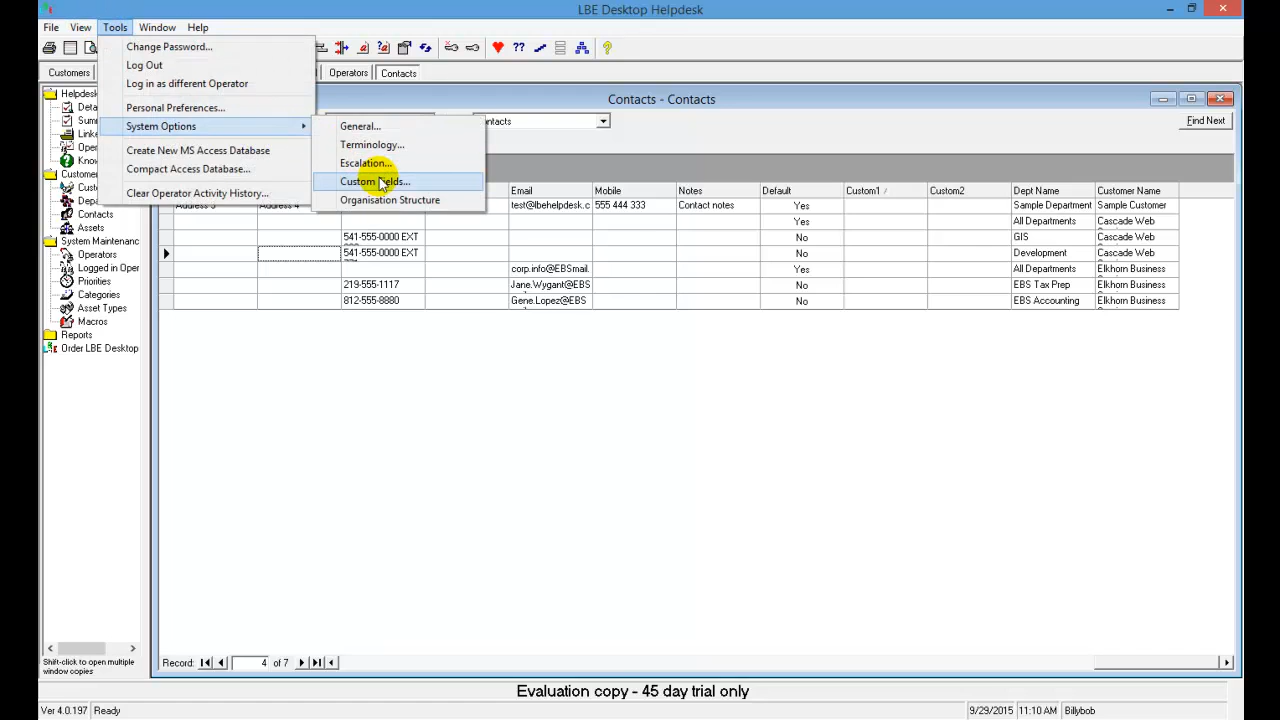 LBE Desktop Helpdesk
File View Tools Window Help
Change Password...
Log Out
Log in as different Operator
Personal Preferences...
System Options
Create New MS Access Database
Compact Access Database...
Clear Operator Activity History...
General...
Terminology...
Escalation...
Custom Fields...
Organisation Structure
Customers Operators Contacts
Contacts - Contacts
Find Next
Helpdesk
Know
Contacts
Assets
System Maintenanc
Operators
Logged in Oper
Priorities
Categories
Asset Types
Macros
Reports
Order LBE Desktop
Shift-click to open multiple
window copies
Email Mobile Notes Default Custom1 Custom2 Dept Name Customer Name
test@lbehelpdesk.c 555 444 333 Contact notes Yes Sample Department Sample Customer
Yes All Departments Cascade Web
541-555-0000 EXT No GIS Cascade Web
541-555-0000 EXT No Development Cascade Web
corp.info@EBSmail. Yes All Departments Elkhorn Business
219-555-1117 Jane.Wygant@EBS No EBS Tax Prep Elkhorn Business
812-555-8880 Gene.Lopez@EBS No EBS Accounting Elkhorn Business
Record: 4 of 7
Evaluation copy - 45 day trial only
Ver 4.0.197 Ready 9/29/2015 11:10 AM Billybob